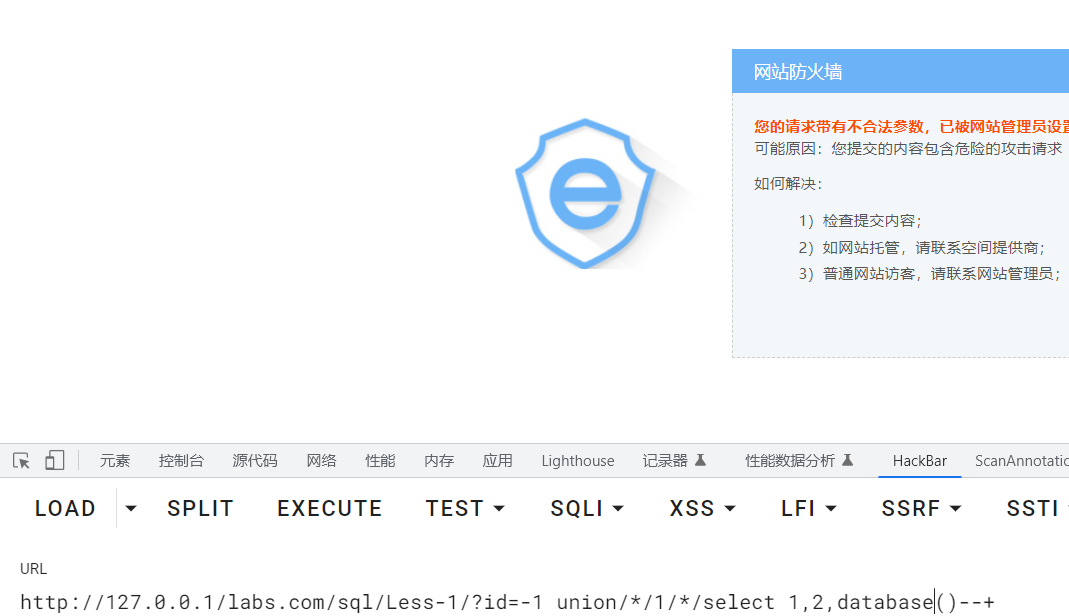 网站防火墙
您的请求带有不合法参数，已被网站管理员设置
可能原因：您提交的内容包含危险的攻击请求
如何解决：
1）检查提交内容；
2）如网站托管，请联系空间提供商；
3）普通网站访客，请联系网站管理员；
元素 控制台 源代码 网络 性能 内存 应用 Lighthouse 记录器 性能数据分析 HackBar ScanAnnotatio
LOAD SPLIT EXECUTE TEST SQLI XSS LFI SSRF SSTI
URL
http://127.0.0.1/labs.com/sql/Less-1/?id=-1 union/*/1/*/select 1,2,database()--+